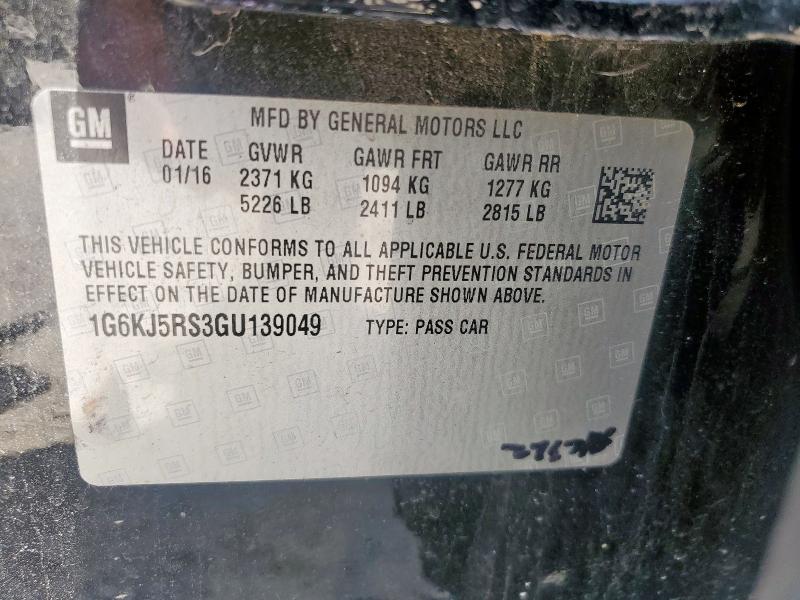 GM
MFD BY GENERAL MOTORS LLC
DATE GVWR GAWR FRT GAWR RR
01/16 2371 KG 1094 KG 1277 KG
5226 LB 2411 LB 2815 LB
THIS VEHICLE CONFORMS TO ALL APPLICABLE U.S. FEDERAL MOTOR
VEHICLE SAFETY, BUMPER, AND THEFT PREVENTION STANDARDS IN
EFFECT ON THE DATE OF MANUFACTURE SHOWN ABOVE.
1G6KJ5RS3GU139049 TYPE: PASS CAR